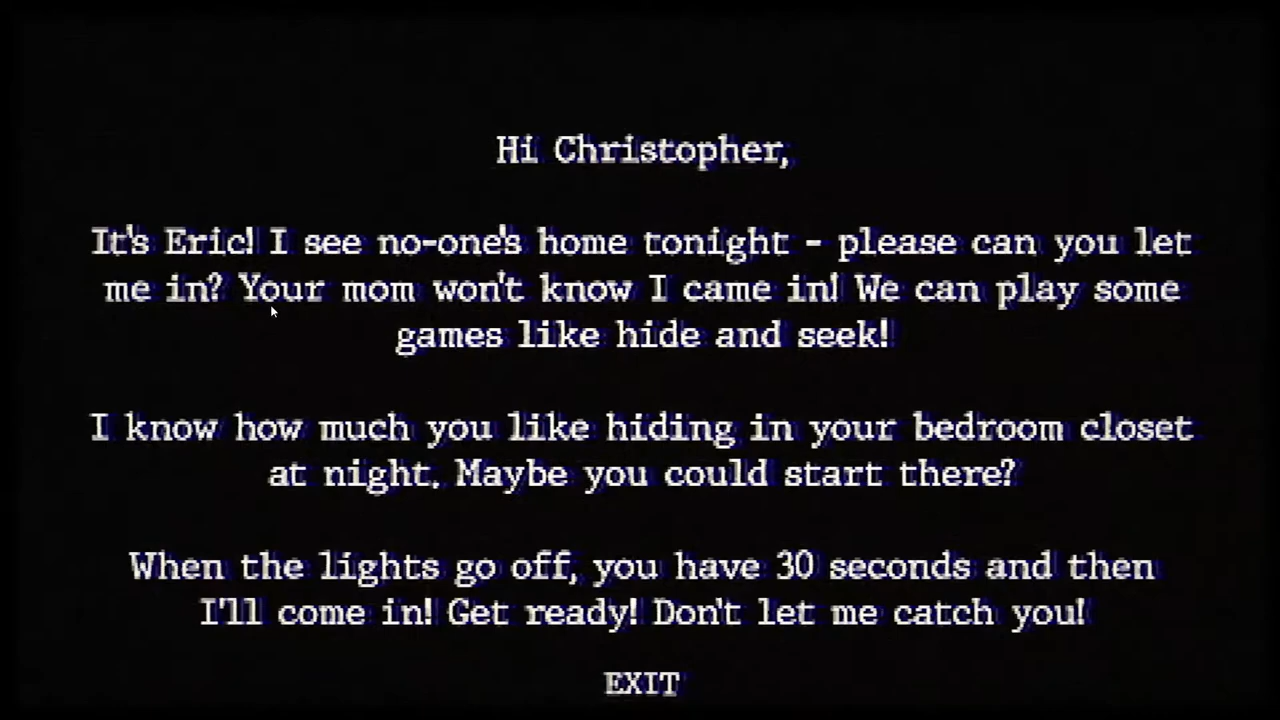 Hi Christopher,
It's Eric! I see no-one's home tonight - please can you let
me in? Your mom won't know I came in! We can play some
games like hide and seek!
I know how much you like hiding in your bedroom closet
at night. Maybe you could start there?
When the lights go off, you have 30 seconds and then
I'll come in! Get ready! Don't let me catch you!
EXIT